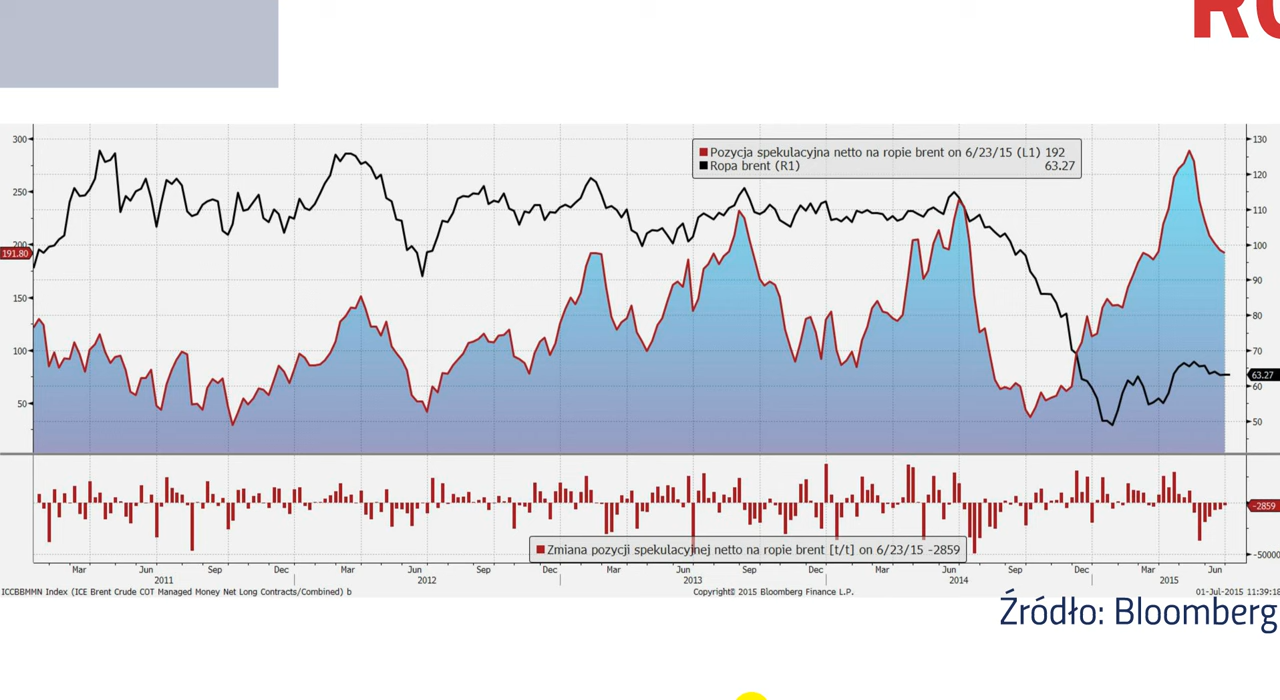 300
250
200
191.80
150
100
50
130
120
110
100
90
80
70
63.27
60
50
Pozycja spekulacyjna netto na ropie brent on 6/23/15 (L1) 192
Ropa brent (R1) 63.27
-2859
-50000
Zmiana pozycji spekulacyjnej netto na ropie brent [t/t] on 6/23/15 -2859
Mar Jun Sep Dec Mar Jun Sep Dec Mar Jun Sep Dec Mar Jun Sep Dec Mar Jun
2011 2012 2013 2014 2015
ICCBBMMN Index (ICE Brent Crude COT Managed Money Net Long Contracts/Combined) b Copyright© 2015 Bloomberg Finance L.P. 01-Jul-2015 11:39:18
Źródło: Bloomberg